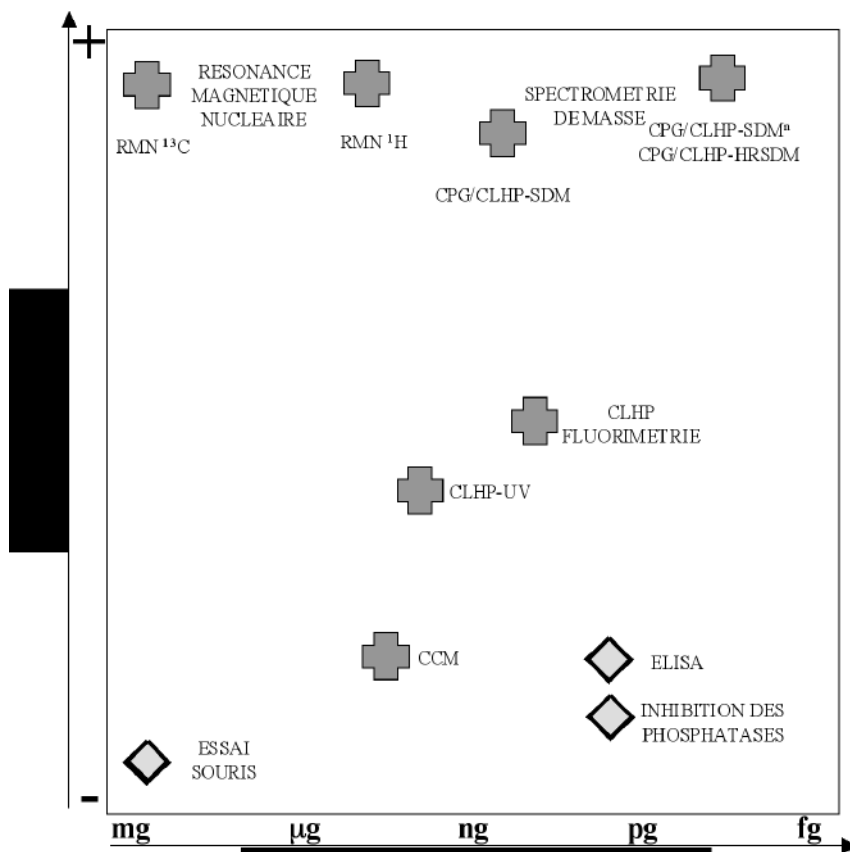 +
RESONANCE
MAGNETIQUE
NUCLEAIRE
RMN ¹³C
RMN ¹H
SPECTROMETRIE
DE MASSE
CPG/CLHP-SDMⁿ
CPG/CLHP-HRSDM
CPG/CLHP-SDM
CLHP
FLUORIMETRIE
CLHP-UV
CCM
ELISA
INHIBITION DES
PHOSPHATASES
ESSAI
SOURIS
-
mg μg ng pg fg